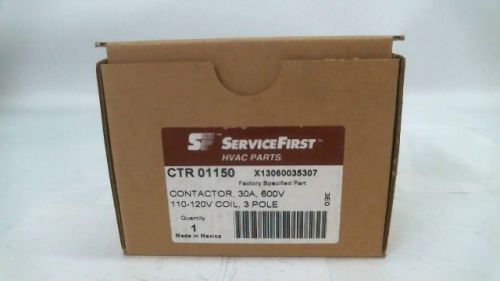 SF SERVICEFIRST™
HVAC PARTS
CTR 01150 X13060035307
Factory Specified Part
CONTACTOR, 30A, 600V
110-120V COIL, 3 POLE
Quantity
1
Made in Mexico
3E0